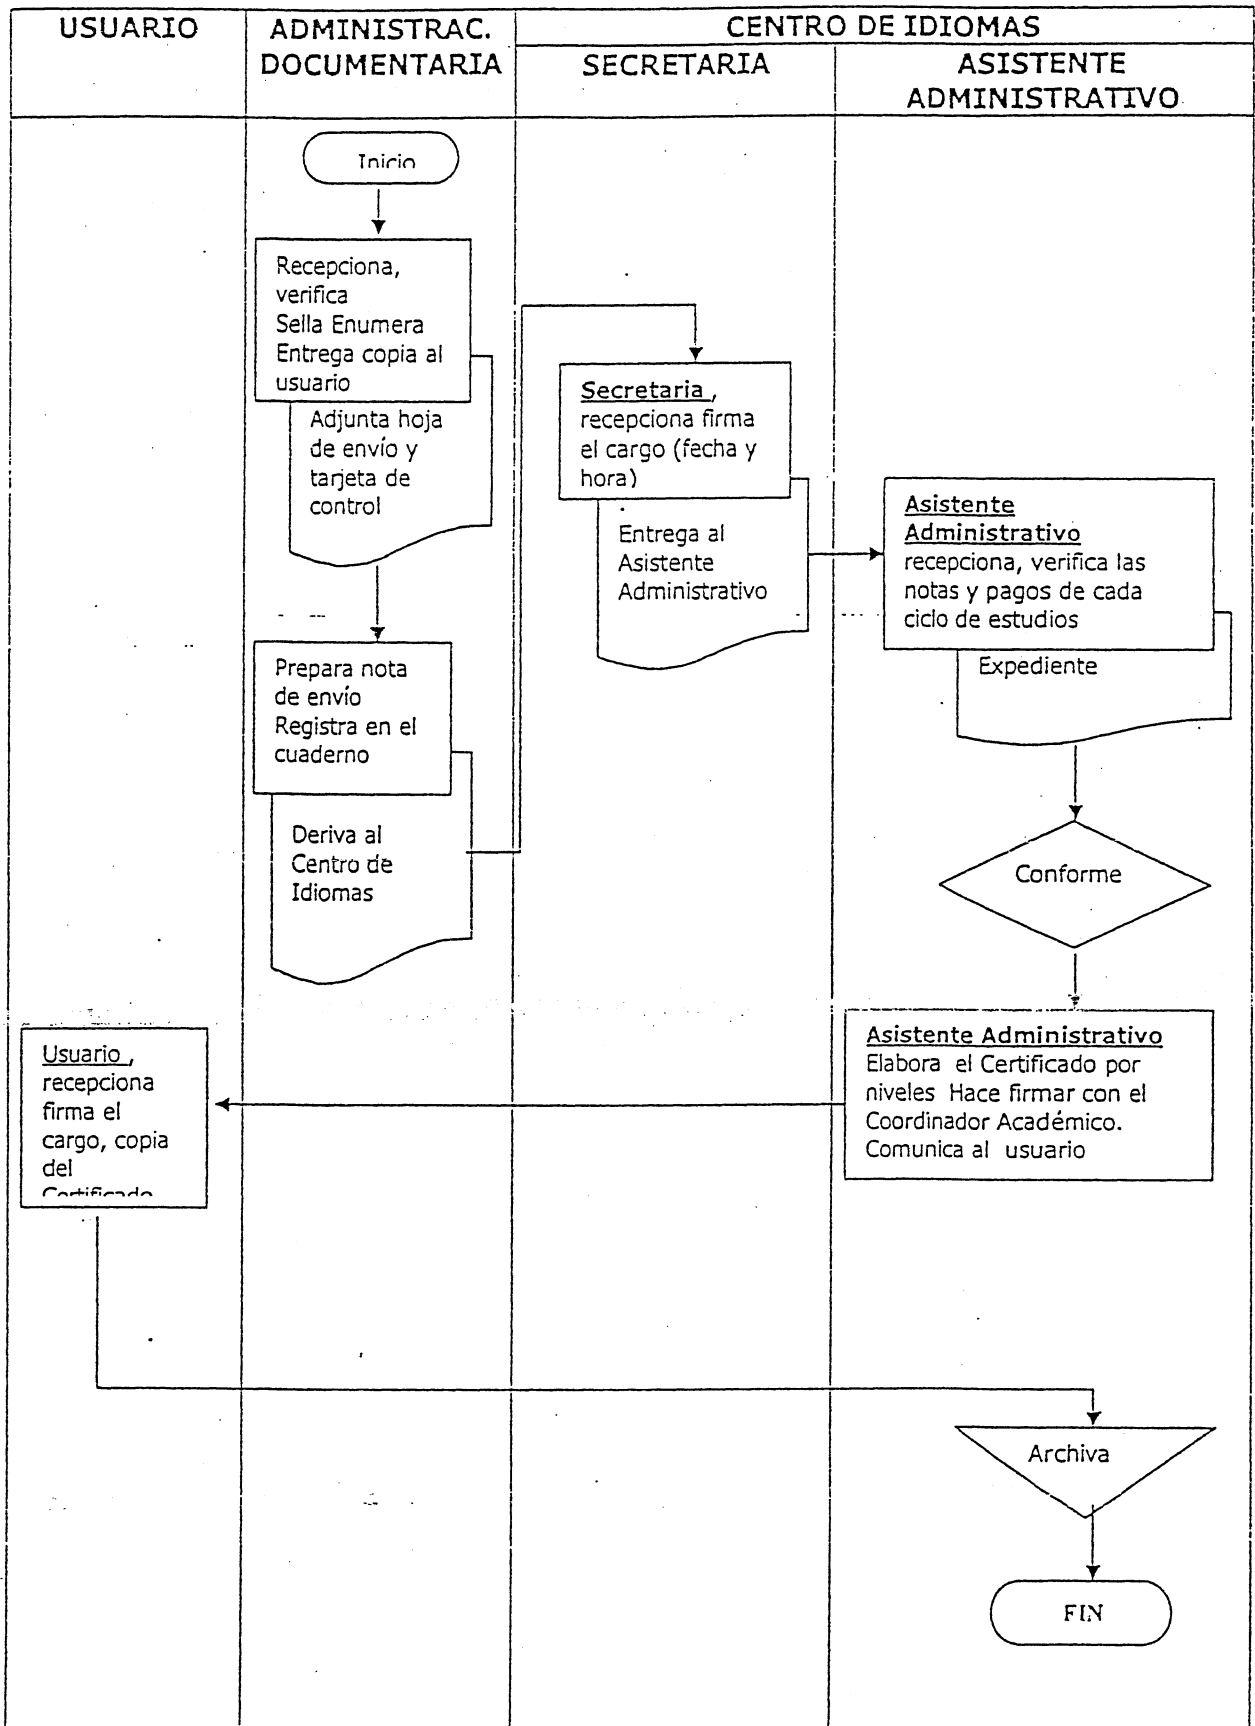 USUARIO
ADMINISTRAC.
DOCUMENTARIA
CENTRO DE IDIOMAS
SECRETARIA
ASISTENTE
ADMINISTRATIVO
Inicio
Recepciona,
verifica
Sella Enumera
Entrega copia al
usuario
Adjunta hoja
de envío y
tarjeta de
control
Prepara nota
de envío
Registra en el
cuaderno
Deriva al
Centro de
Idiomas
Secretaria ,
recepciona firma
el cargo (fecha y
hora)
Entrega al
Asistente
Administrativo
Asistente
Administrativo
recepciona, verifica las
notas y pagos de cada
ciclo de estudios
Expediente
Conforme
Asistente Administrativo
Elabora el Certificado por
niveles Hace firmar con el
Coordinador Académico.
Comunica al usuario
Usuario ,
recepciona
firma el
cargo, copia
del
Certificado
Archiva
FIN